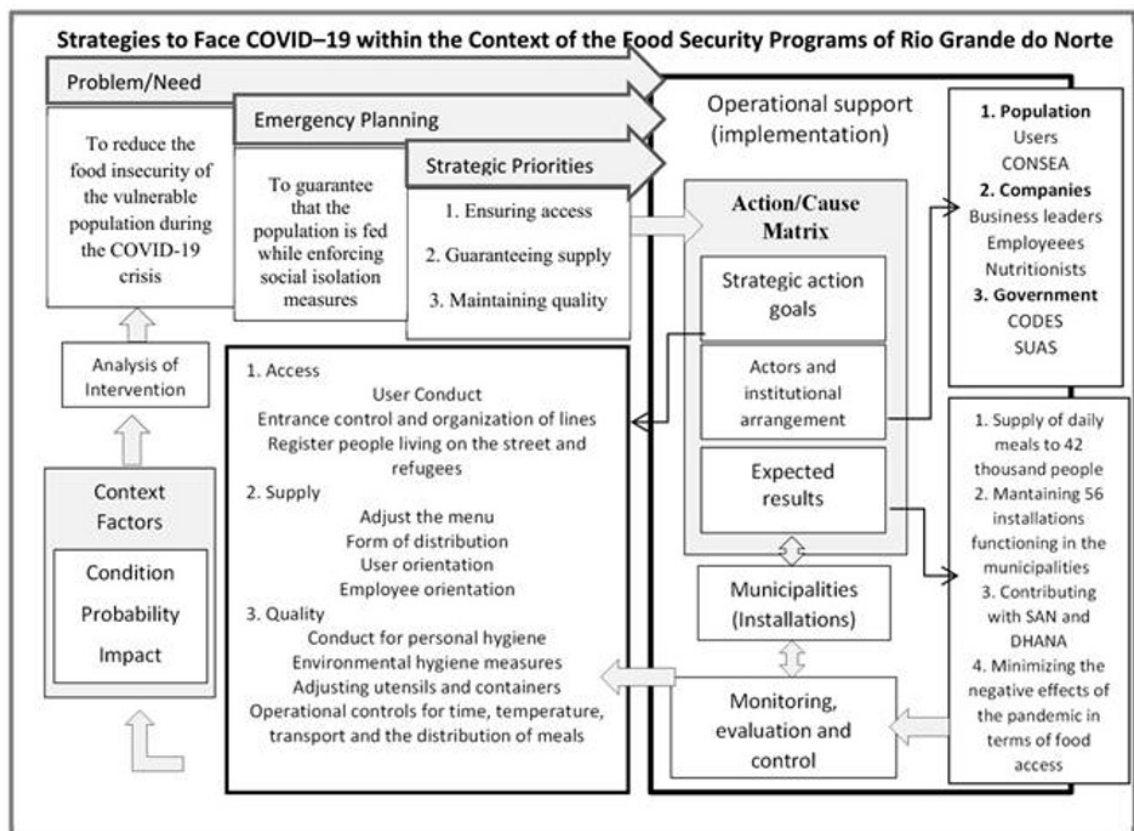 Strategies to Face COVID–19 within the Context of the Food Security Programs of Rio Grande do Norte
Problem/Need
To reduce the
food insecurity of
the vulnerable
population during
the COVID-19
crisis
Emergency Planning
To guarantee
that the
population is fed
while enforcing
social isolation
measures
Strategic Priorities
1. Ensuring access
2. Guaranteeing supply
3. Maintaining quality
Analysis of
Intervention
Context
Factors
Condition
Probability
Impact
1. Access
User Conduct
Entrance control and organization of lines
Register people living on the street and
refugees
2. Supply
Adjust the menu
Form of distribution
User orientation
Employee orientation
3. Quality
Conduct for personal hygiene
Environmental hygiene measures
Adjusting utensils and containers
Operational controls for time, temperature,
transport and the distribution of meals
Operational support
(implementation)
Action/Cause
Matrix
Strategic action
goals
Actors and
institutional
arrangement
Expected
results
Municipalities
(Installations)
Monitoring,
evaluation and
control
1. Population
Users
CONSEA
2. Companies
Business leaders
Employeees
Nutritionists
3. Government
CODES
SUAS
1. Supply of daily
meals to 42
thousand people
2. Mantaining 56
installations
functioning in the
municipalities
3. Contributing
with SAN and
DHANA
4. Minimizing the
negative effects of
the pandemic in
terms of food
access